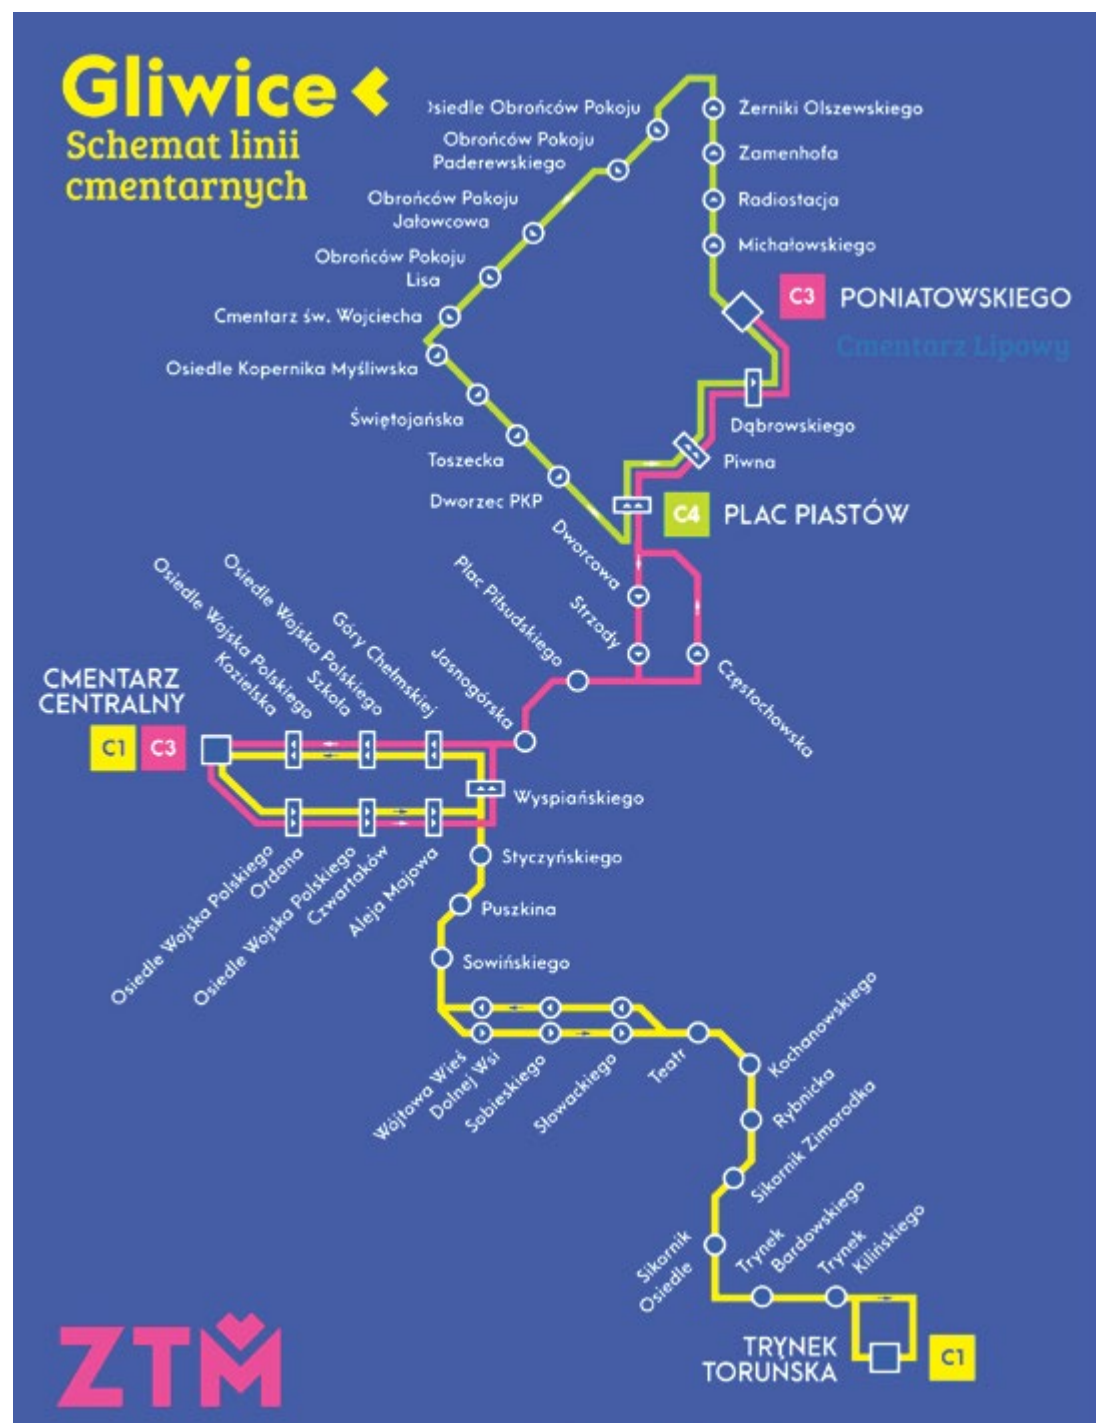 Gliwice
Schemat linii
cmentarnych
siedle Obrońców Pokoju
Obrońców Pokoju
Paderewskiego
Obrońców Pokoju
Jałowcowa
Obrońców Pokoju
Lisa
Cmentarz św. Wojciecha
Osiedle Kopernika Myśliwska
Świętojańska
Toszecka
Dworzec PKP
Żerniki Olszewskiego
Zamenhofa
Radiostacja
Michałowskiego
C3 PONIATOWSKIEGO
Cmentarz Lipowy
Dąbrowskiego
Piwna
C4 PLAC PIASTÓW
Dworcowa
Strzody
Plac Piłsudskiego
Częstochowska
Jasnogórska
Góry Chełmskiej
Osiedle Wojska Polskiego
Szkoła
Osiedle Wojska Polskiego
Kozielska
CMENTARZ
CENTRALNY
C1 C3
Osiedle Wojska Polskiego
Ordona
Osiedle Wojska Polskiego
Czwartaków
Aleja Majowa
Wyspiańskiego
Styczyńskiego
Puszkina
Sowińskiego
Wójtowa Wieś
Dolnej Wsi
Sobieskiego
Słowackiego
Teatr
Kochanowskiego
Rybnicka
Sikornik Zimorodka
Sikornik
Osiedle
Trynek
Bardowskiego
Trynek
Kilińskiego
TRYNEK
TORUŃSKA
C1
ZTM